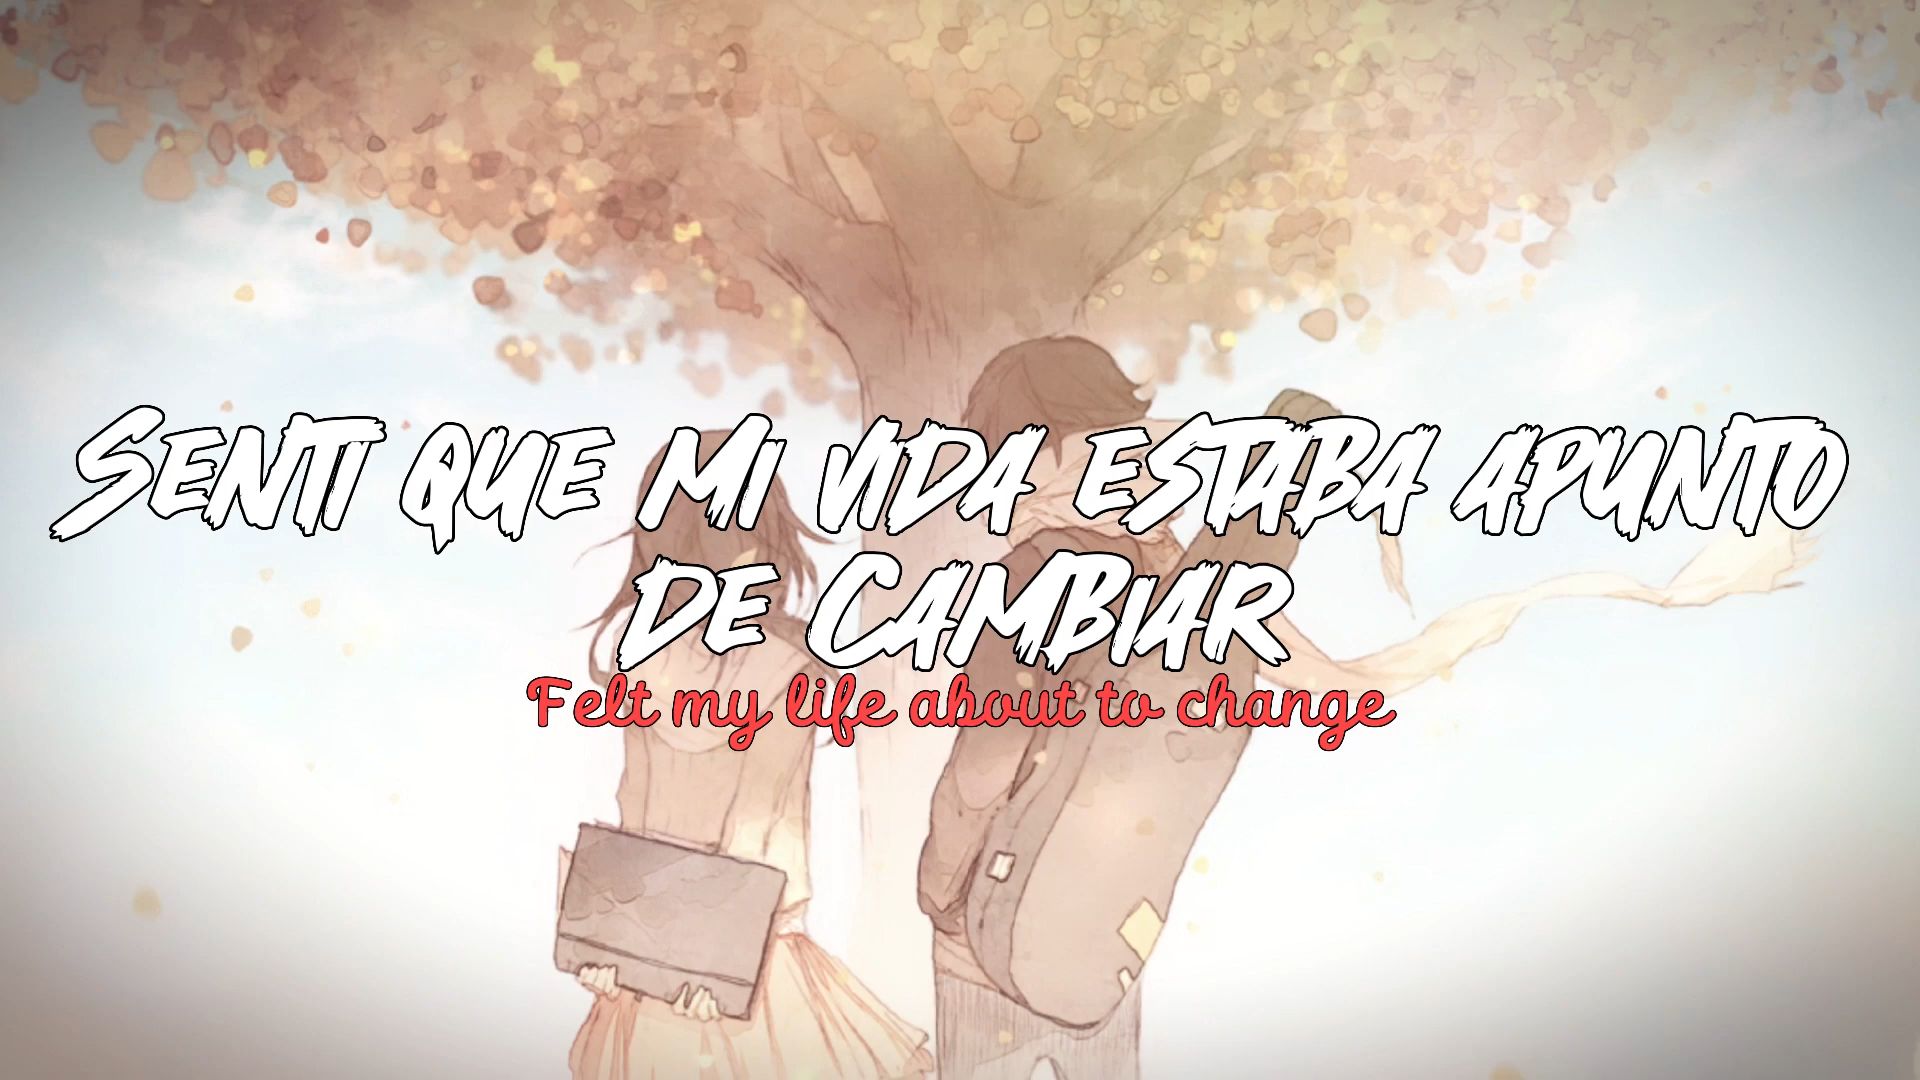 Senti que mi vida estaba apunto
de Cambiar
Felt my life about to change